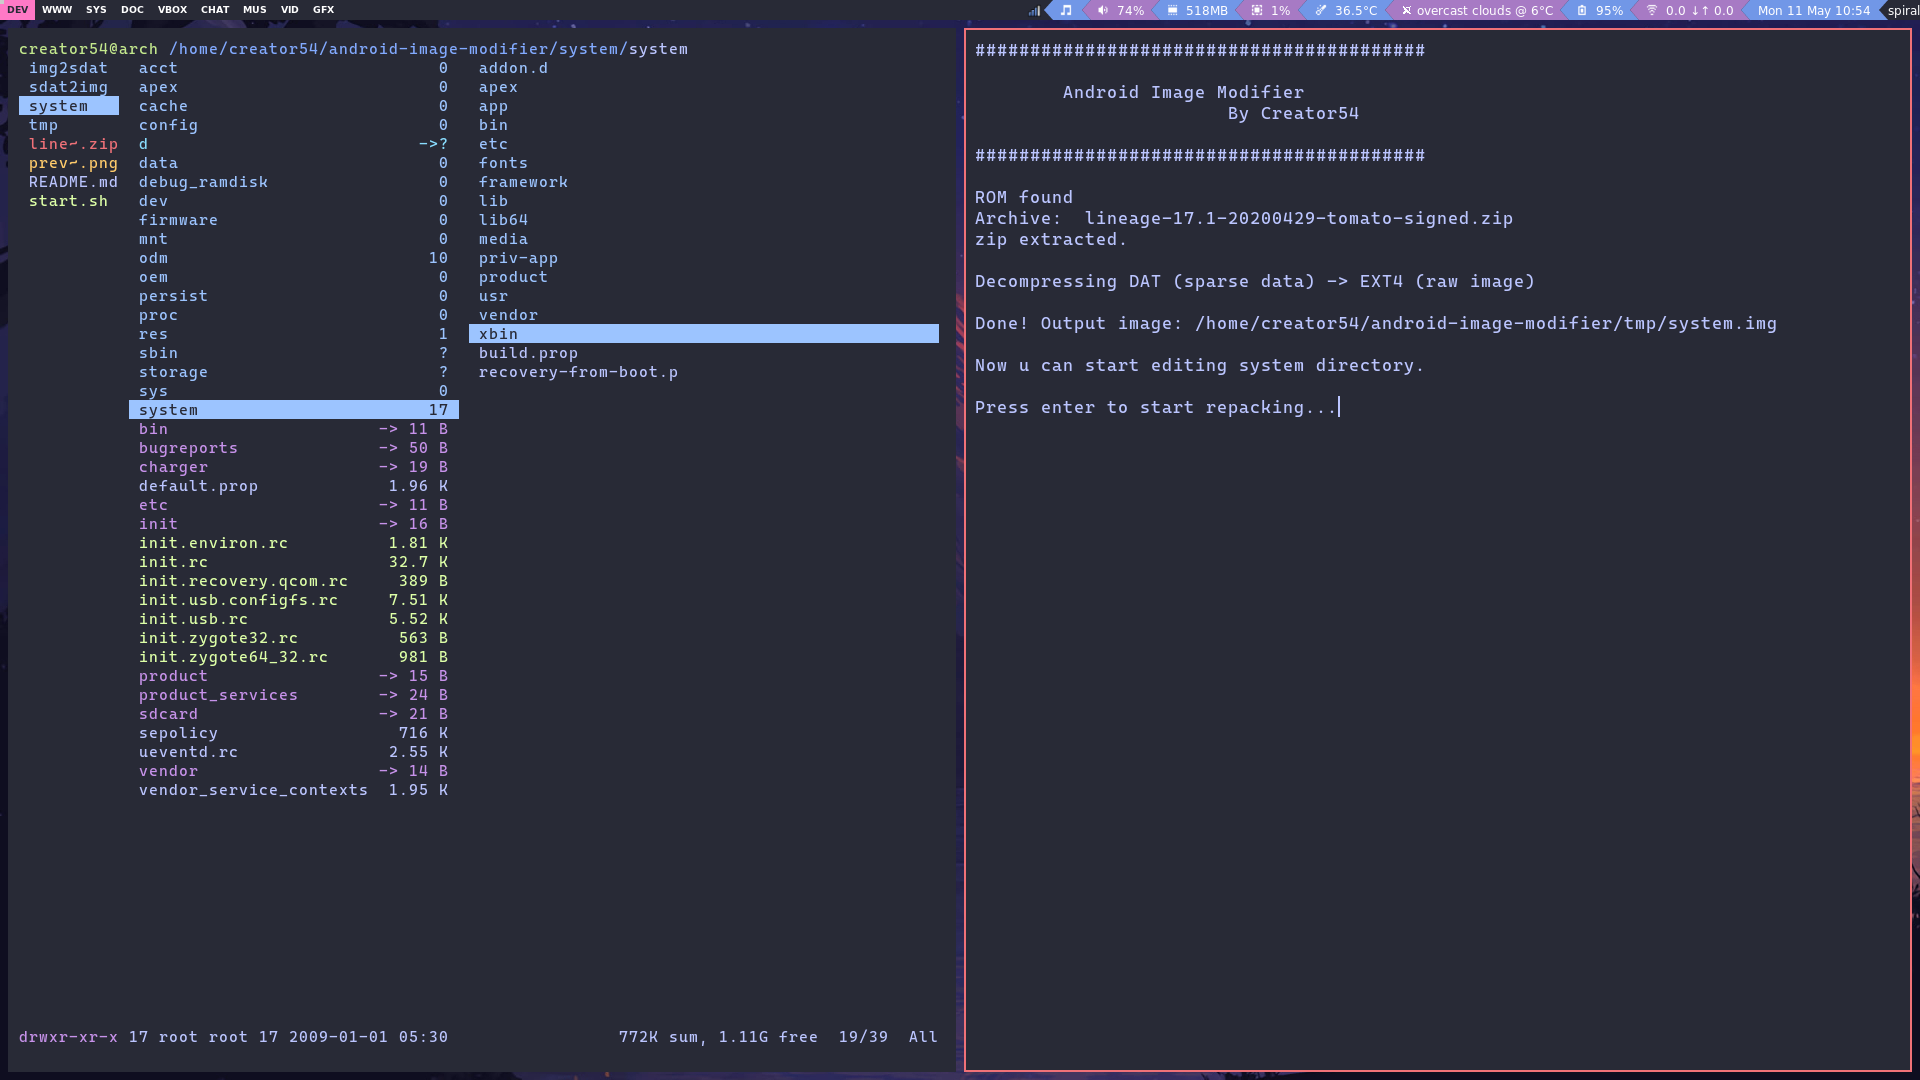 DEV WWW SYS DOC VBOX CHAT MUS VID GFX 74% 518MB 1% 36.5°C overcast clouds @ 6°C 95% 0.0 ↓↑ 0.0 Mon 11 May 10:54 spiral
creator54@arch /home/creator54/android-image-modifier/system/system
img2sdat acct 0 addon.d
sdat2img apex 0 apex
system cache 0 app
tmp config 0 bin
line~.zip d ->? etc
prev~.png data 0 fonts
README.md debug_ramdisk 0 framework
start.sh dev 0 lib
firmware 0 lib64
mnt 0 media
odm 10 priv-app
oem 0 product
persist 0 usr
proc 0 vendor
res 1 xbin
sbin ? build.prop
storage ? recovery-from-boot.p
sys 0
system 17
bin -> 11 B
bugreports -> 50 B
charger -> 19 B
default.prop 1.96 K
etc -> 11 B
init -> 16 B
init.environ.rc 1.81 K
init.rc 32.7 K
init.recovery.qcom.rc 389 B
init.usb.configfs.rc 7.51 K
init.usb.rc 5.52 K
init.zygote32.rc 563 B
init.zygote64_32.rc 981 B
product -> 15 B
product_services -> 24 B
sdcard -> 21 B
sepolicy 716 K
ueventd.rc 2.55 K
vendor -> 14 B
vendor_service_contexts 1.95 K
drwxr-xr-x 17 root root 17 2009-01-01 05:30 772K sum, 1.11G free 19/39 All
#########################################
Android Image Modifier
By Creator54
#########################################
ROM found
Archive: lineage-17.1-20200429-tomato-signed.zip
zip extracted.
Decompressing DAT (sparse data) -> EXT4 (raw image)
Done! Output image: /home/creator54/android-image-modifier/tmp/system.img
Now u can start editing system directory.
Press enter to start repacking...